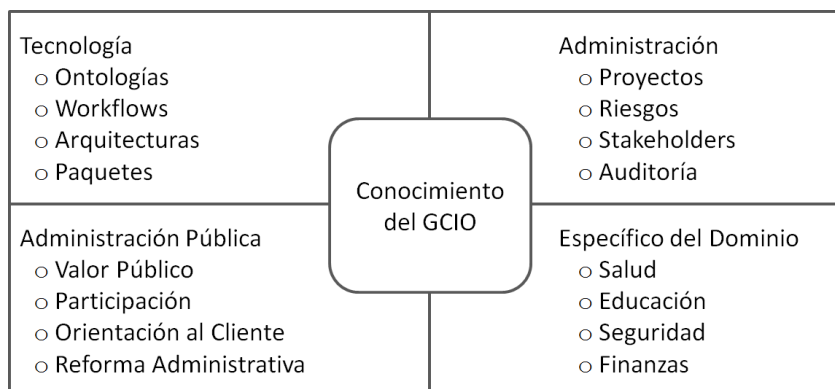 Tecnología
Ontologías
Workflows
Arquitecturas
Paquetes
Administración
Proyectos
Riesgos
Stakeholders
Auditoría
Conocimiento
del GCIO
Administración Pública
Valor Público
Participación
Orientación al Cliente
Reforma Administrativa
Específico del Dominio
Salud
Educación
Seguridad
Finanzas